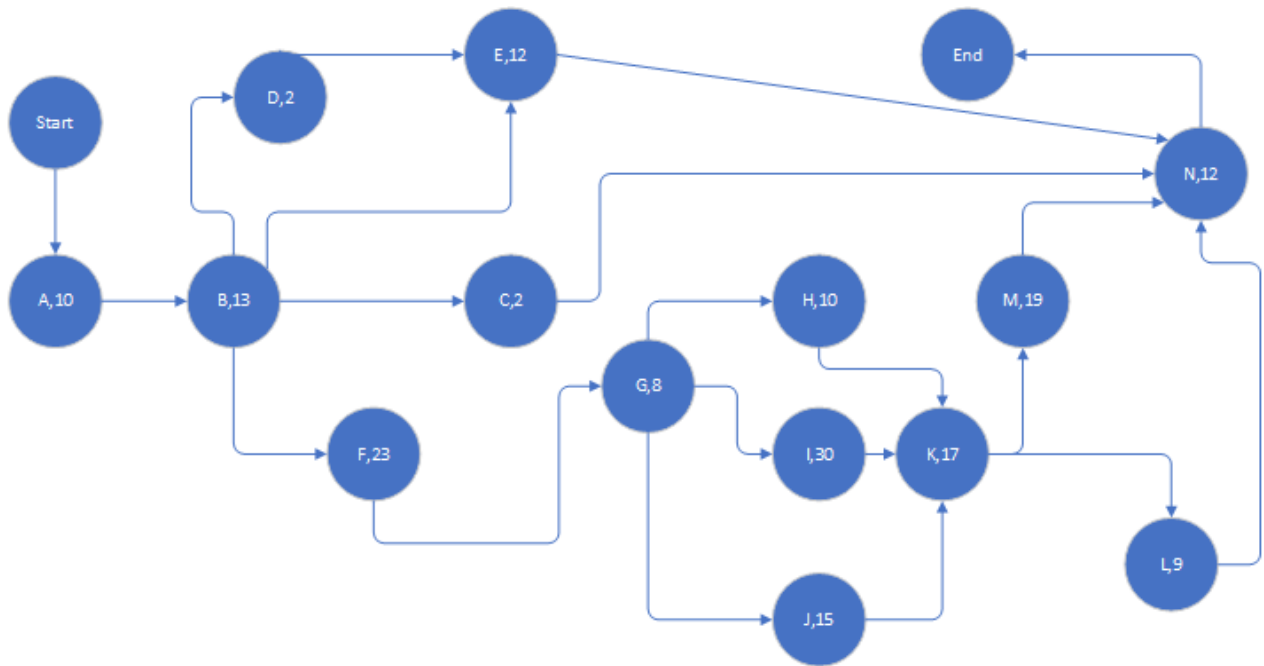 Start
D,2
E,12
End
N,12
A,10
B,13
C,2
H,10
M,19
G,8
F,23
I,30
K,17
L,9
J,15